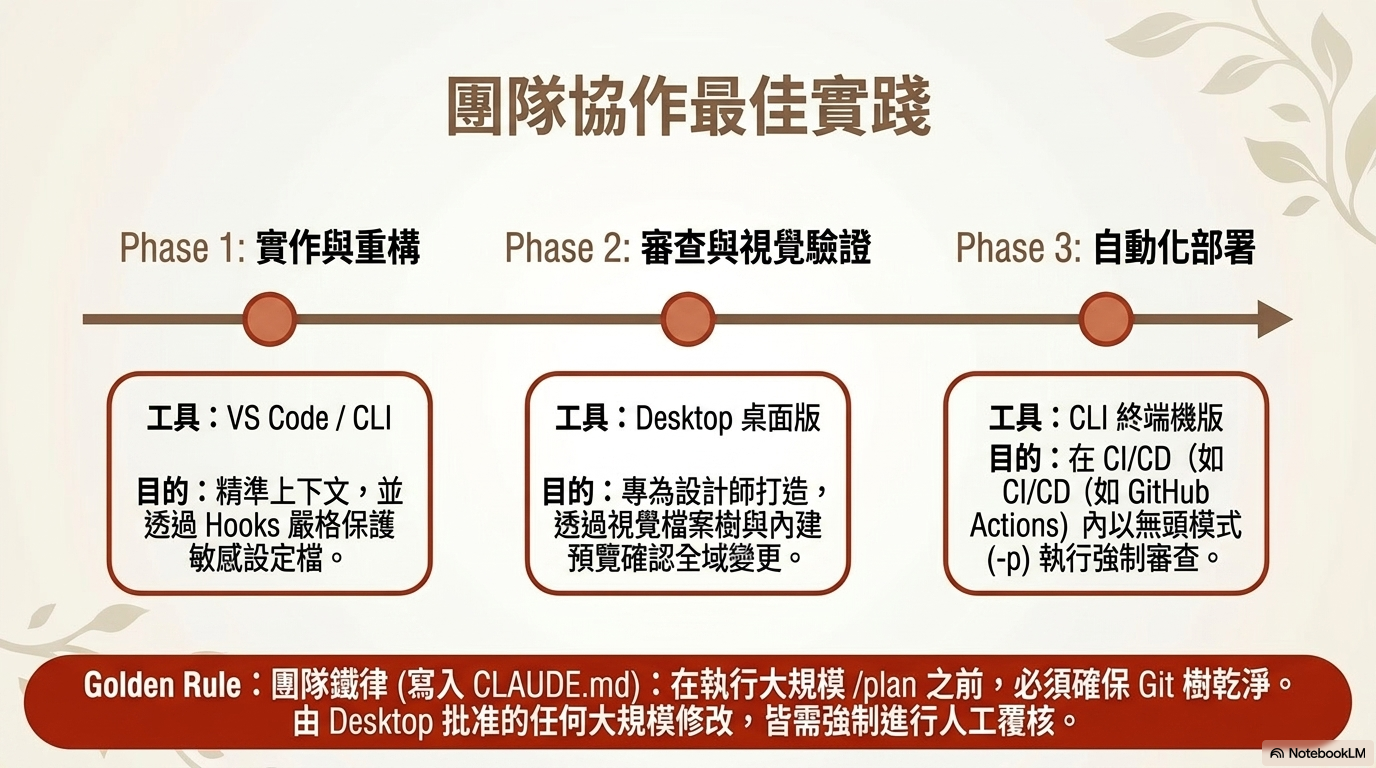 團隊協作最佳實踐
Phase 1: 實作與重構
工具：VS Code / CLI
目的：精準上下文，並
透過 Hooks 嚴格保護
敏感設定檔。
Phase 2: 審查與視覺驗證
工具：Desktop 桌面版
目的：專為設計師打造，
透過視覺檔案樹與內建
預覽確認全域變更。
Phase 3: 自動化部署
工具：CLI 終端機版
目的：在 CI/CD（如
CI/CD（如 GitHub
Actions）內以無頭模式
(-p) 執行強制審查。
Golden Rule：團隊鐵律 (寫入 CLAUDE.md)：在執行大規模 /plan 之前，必須確保 Git 樹乾淨。
由 Desktop 批准的任何大規模修改，皆需強制進行人工覆核。
NotebookLM